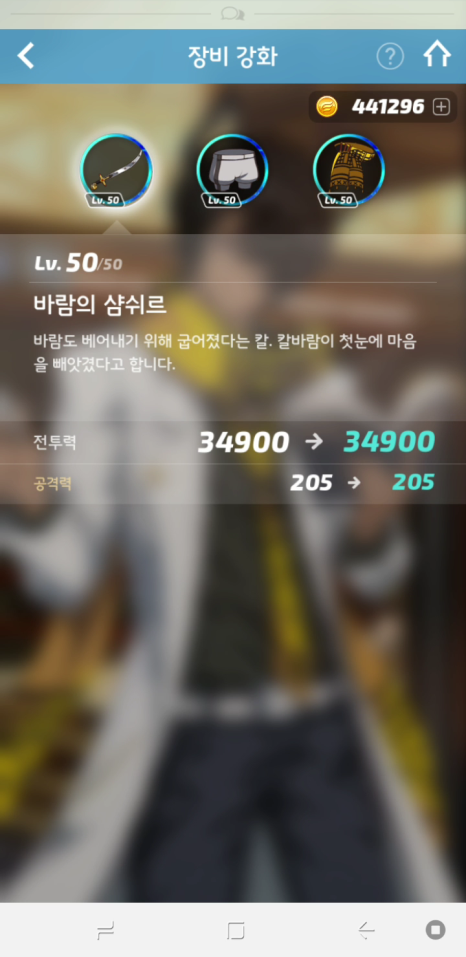 장비 강화
?
441296
Lv. 50
Lv. 50
Lv. 50
Lv. 50/50
바람의 샴쉬르
바람도 베어내기 위해 굽어졌다는 칼. 칼바람이 첫눈에 마음
을 빼앗겼다고 합니다.
전투력 34900 → 34900
공격력 205 → 205